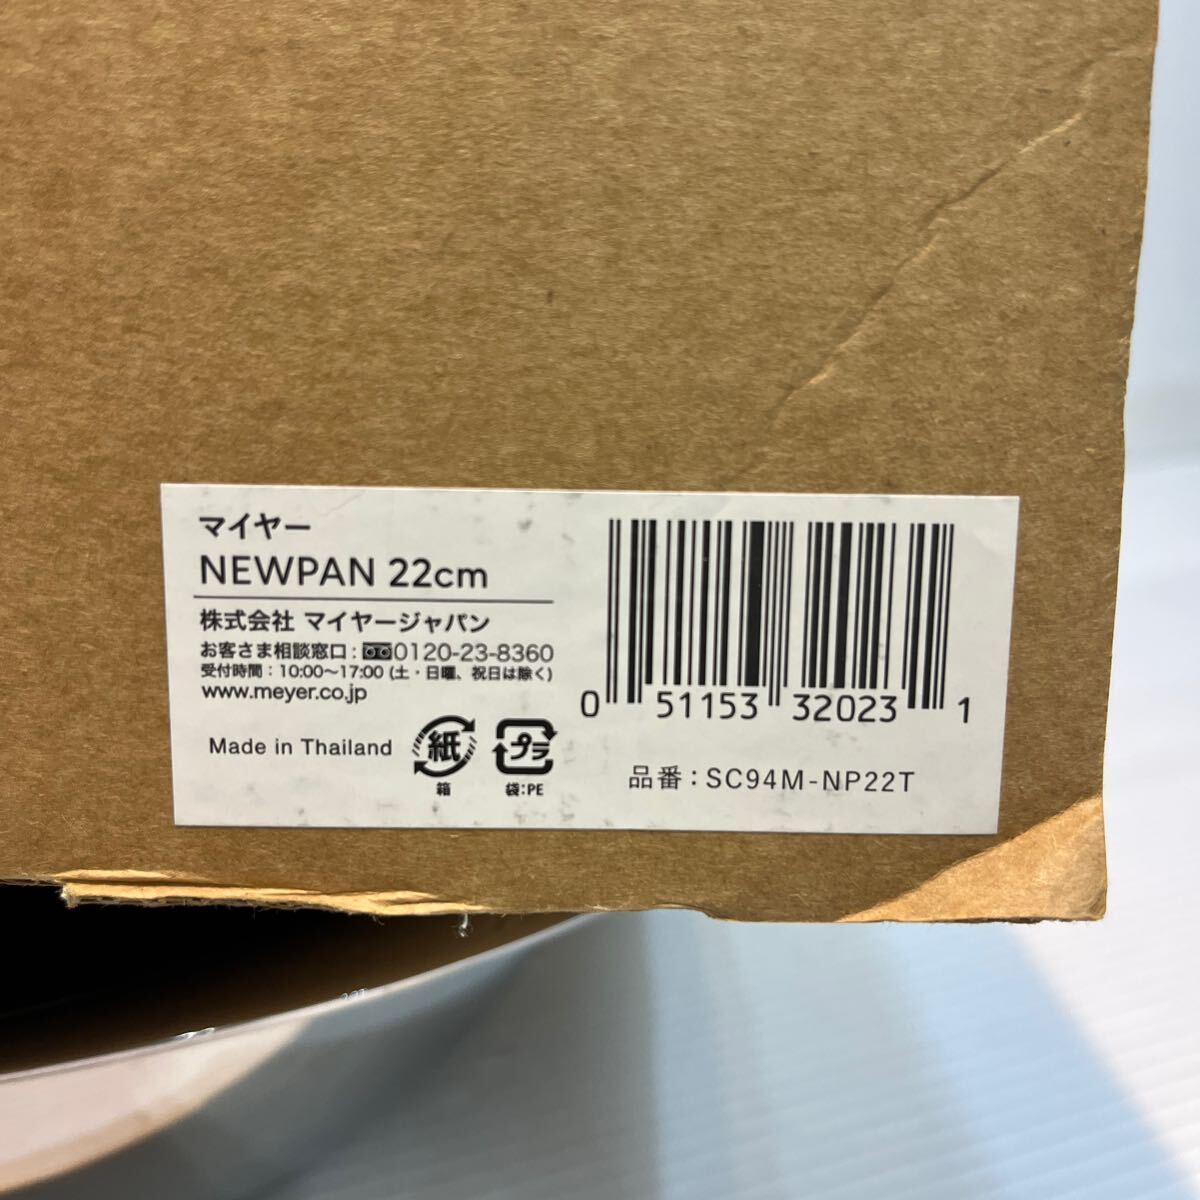 マイヤー
NEWPAN 22cm
株式会社 マイヤージャパン
お客さま相談窓口：0120-23-8360
受付時間：10:00〜17:00 (土・日曜、祝日は除く)
www.meyer.co.jp
Made in Thailand
紙
箱
プラ
袋:PE
0 51153 32023 1
品番：SC94M-NP22T